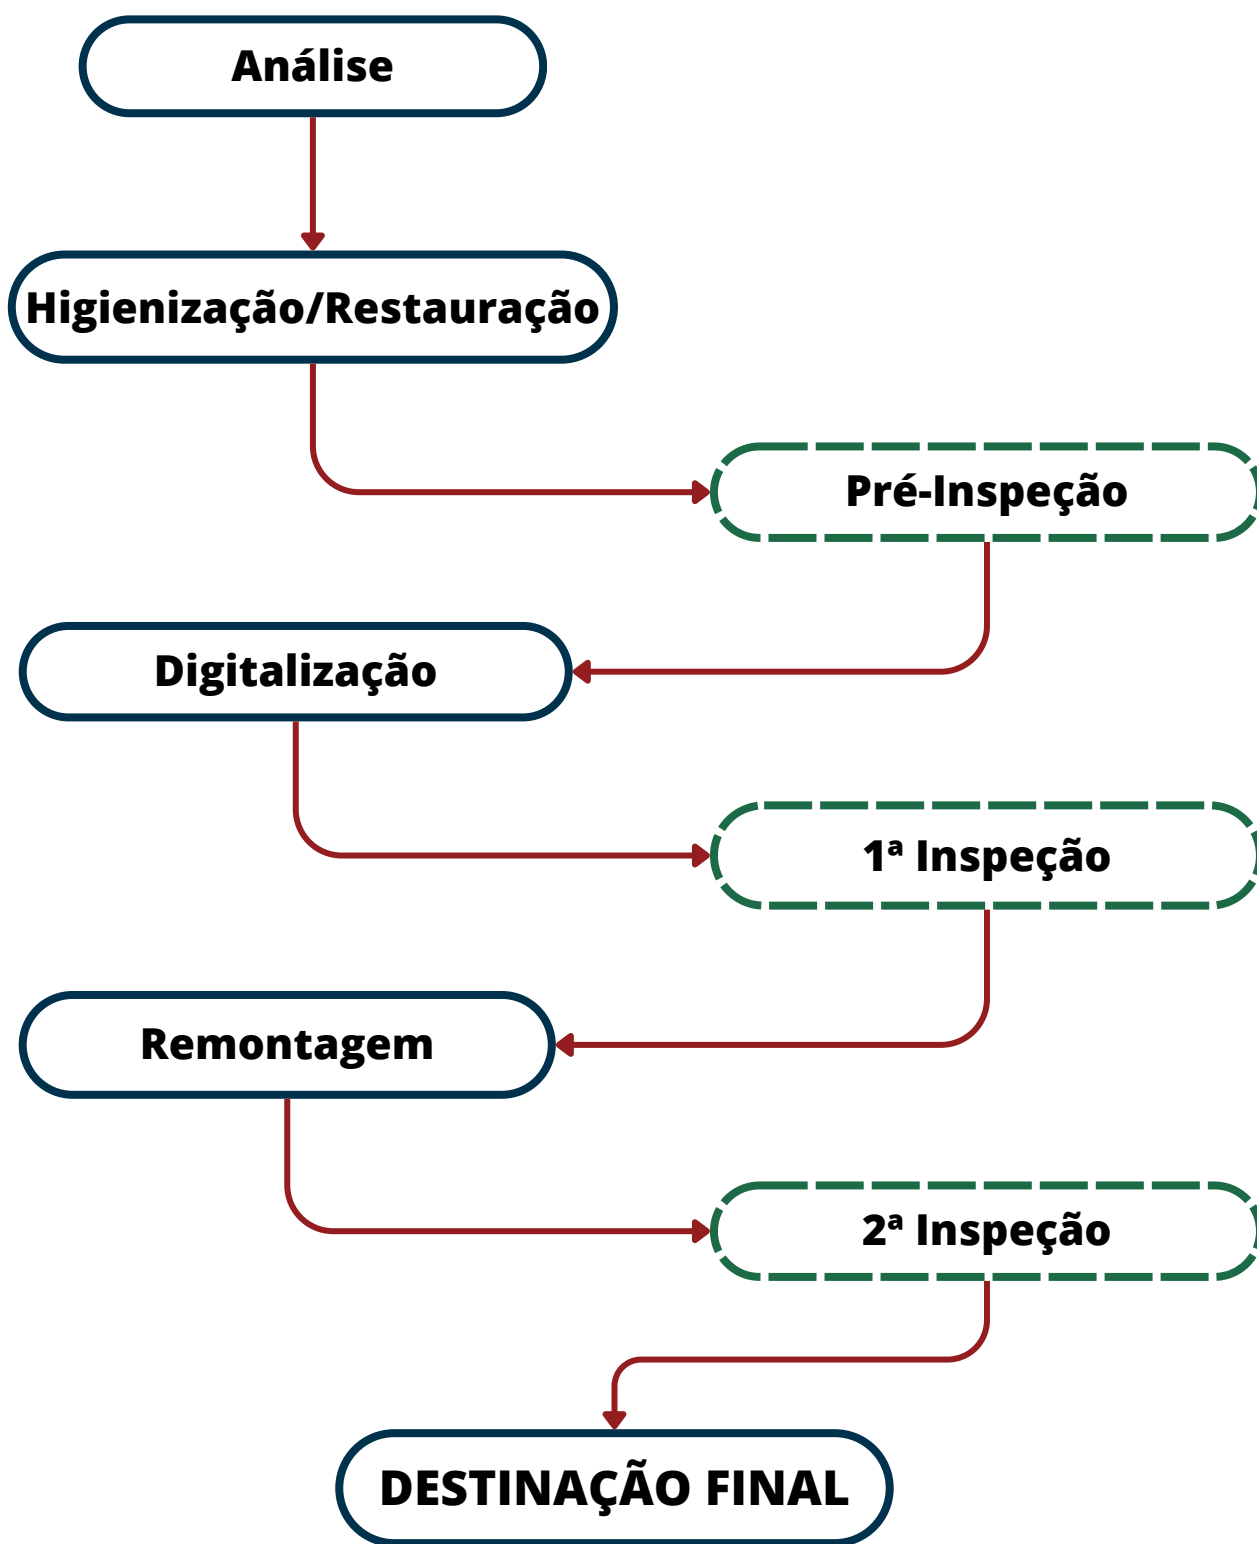 Análise
Higienização/Restauração
Pré-Inspeção
Digitalização
1ª Inspeção
Remontagem
2ª Inspeção
DESTINAÇÃO FINAL